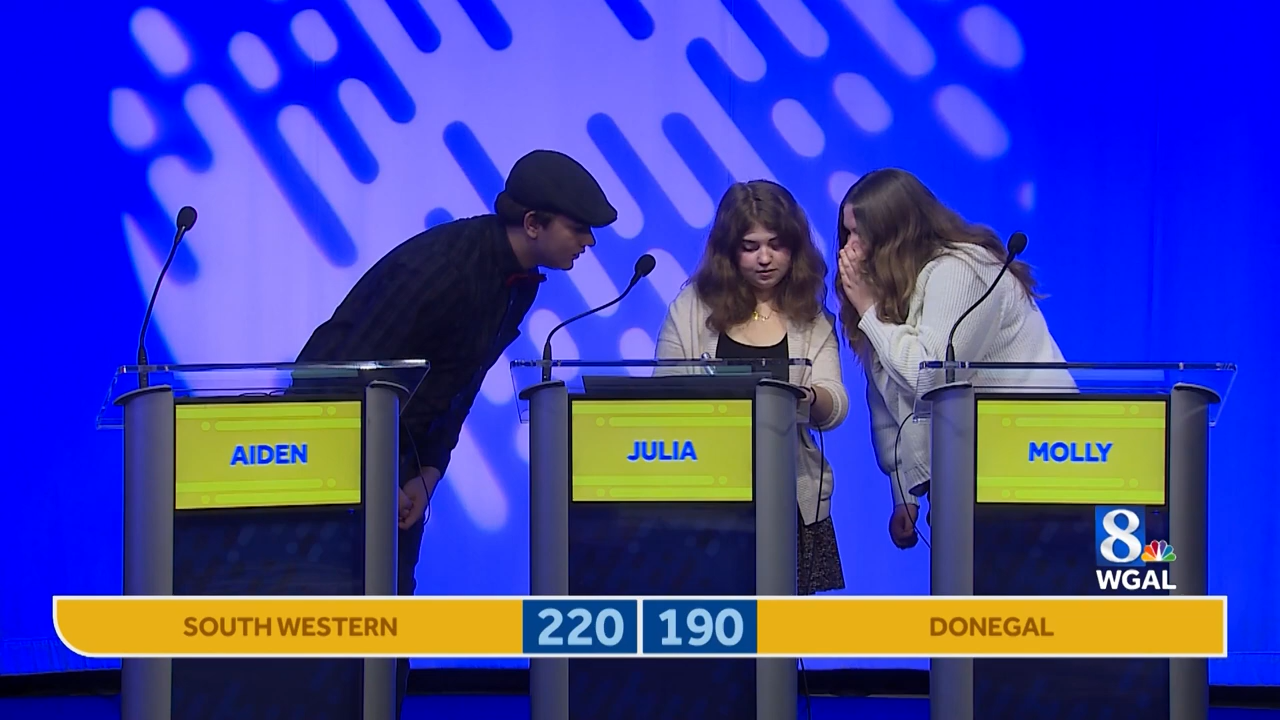 AIDEN
JULIA
MOLLY
8
WGAL
SOUTH WESTERN 220 190 DONEGAL